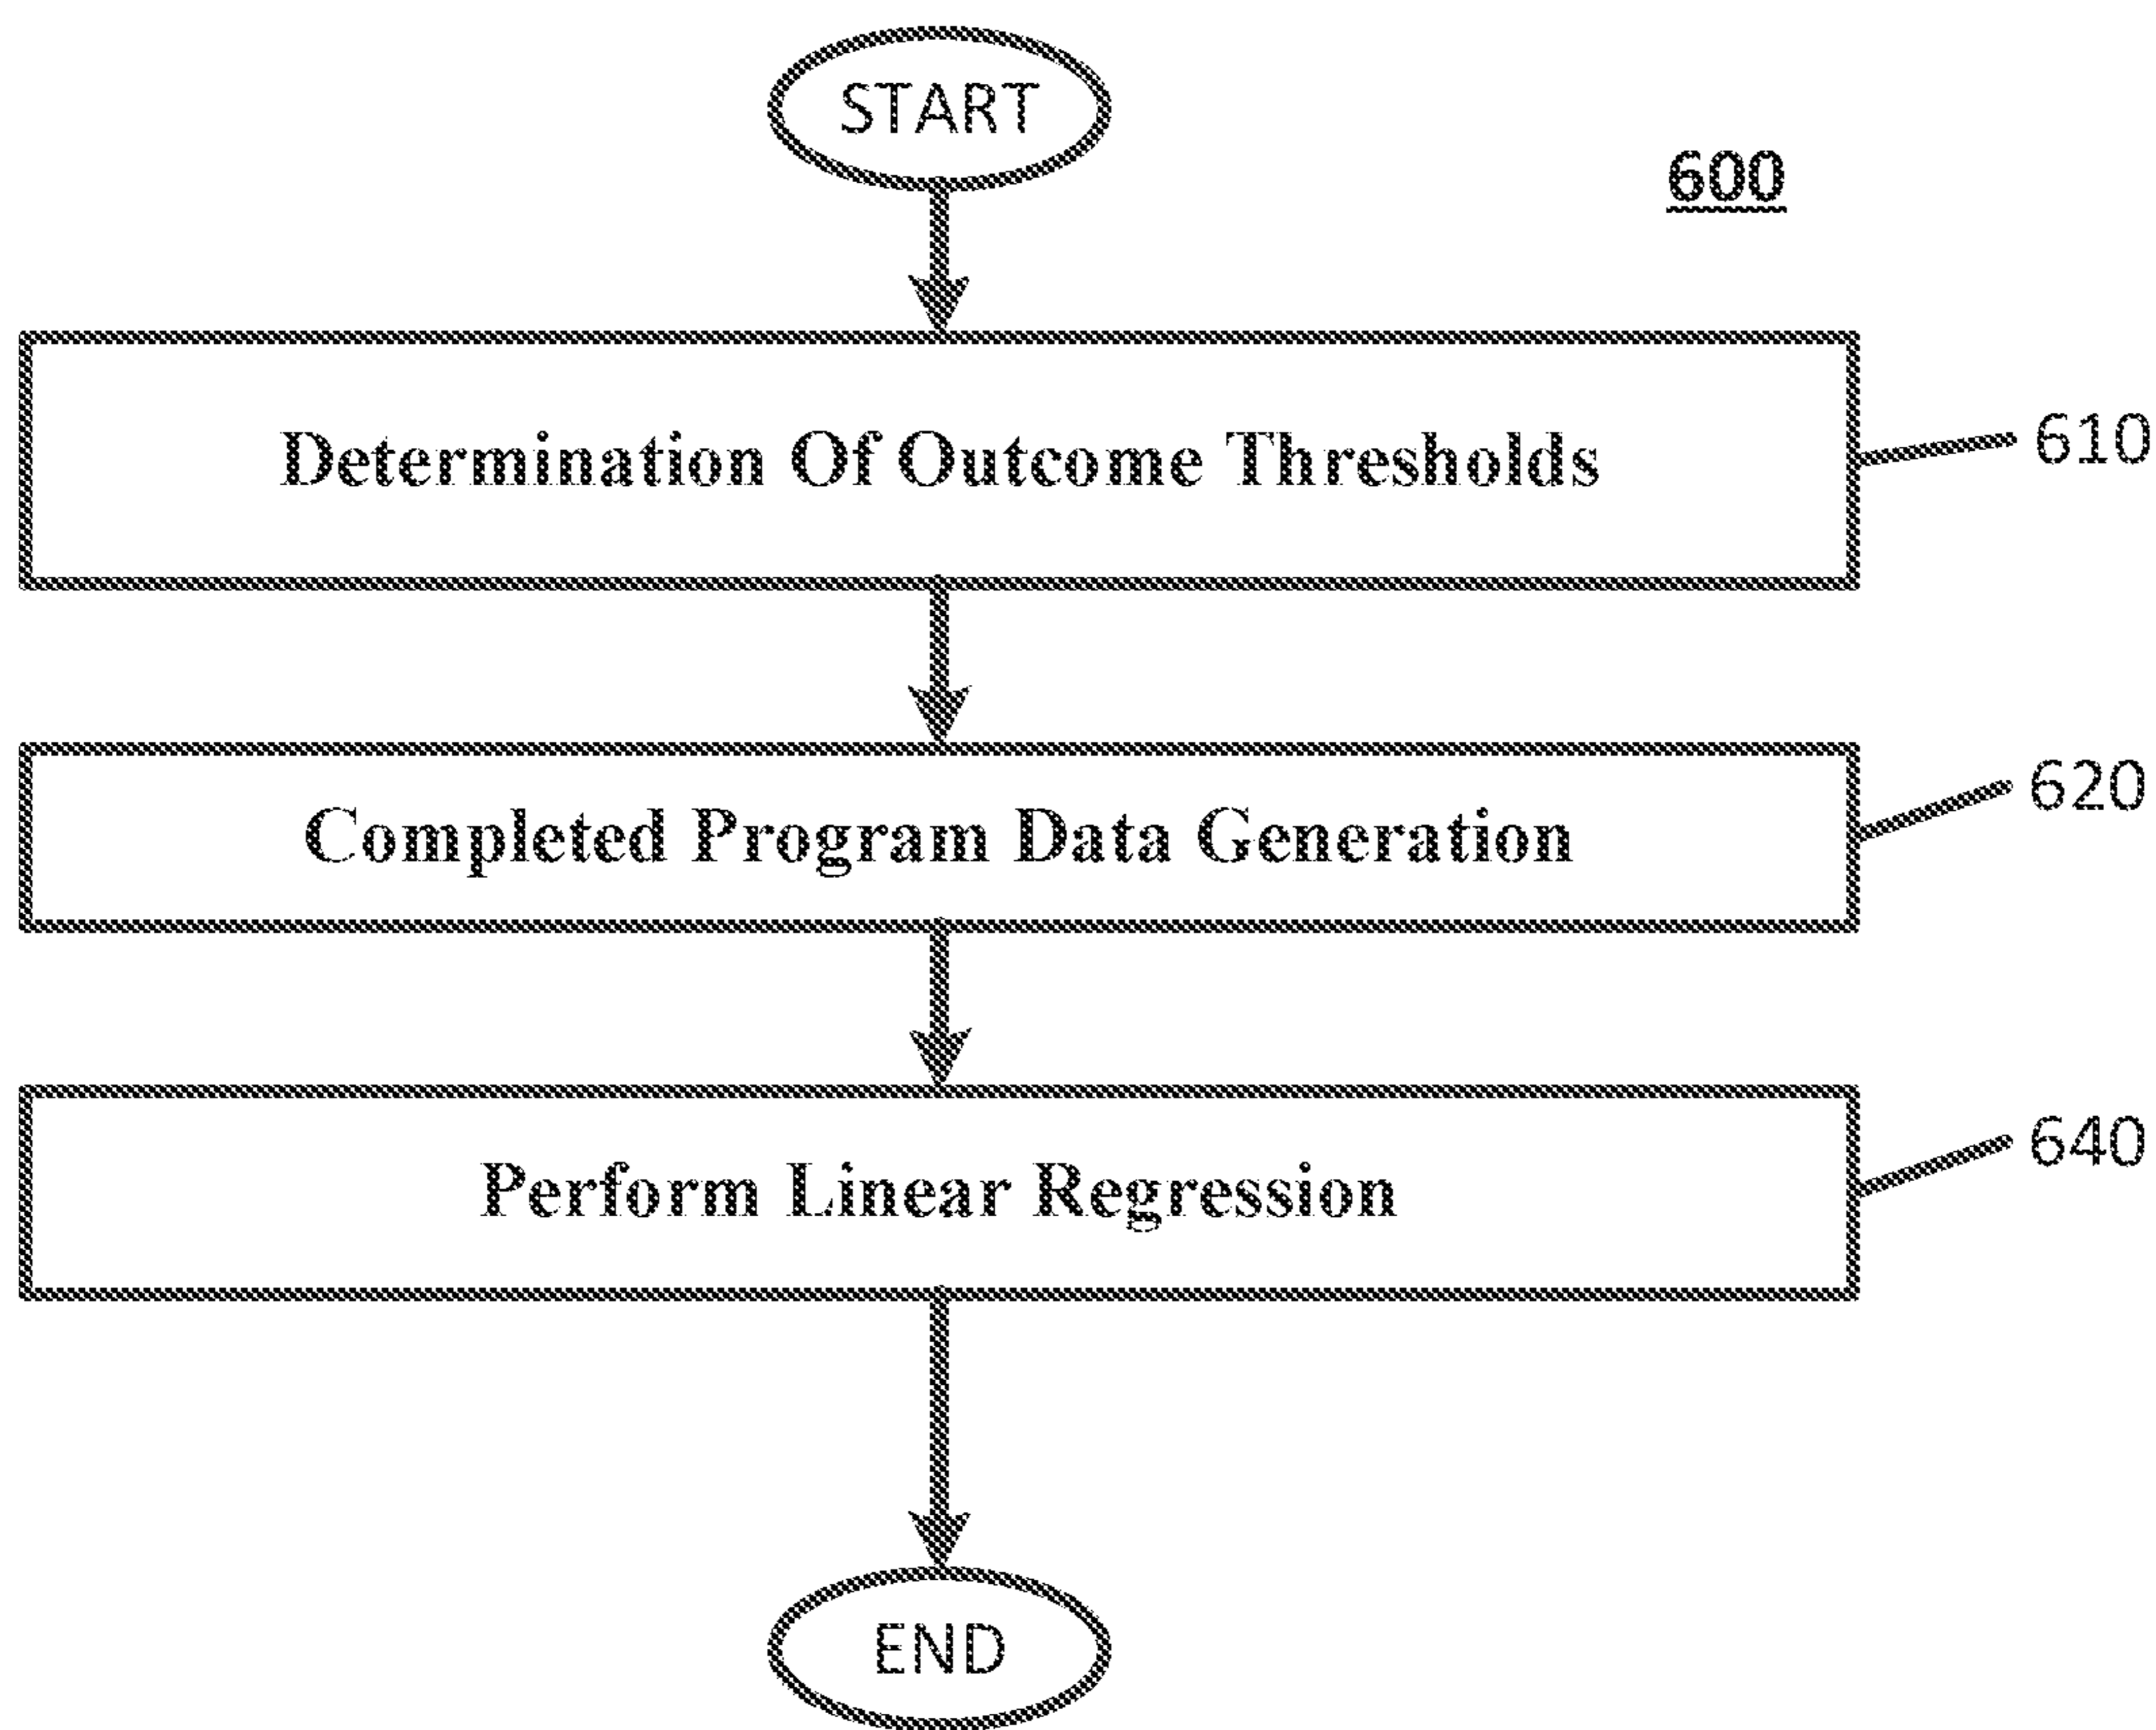 START
600
Determination Of Outcome Thresholds
610
Completed Program Data Generation
620
Perform Linear Regression
640
END